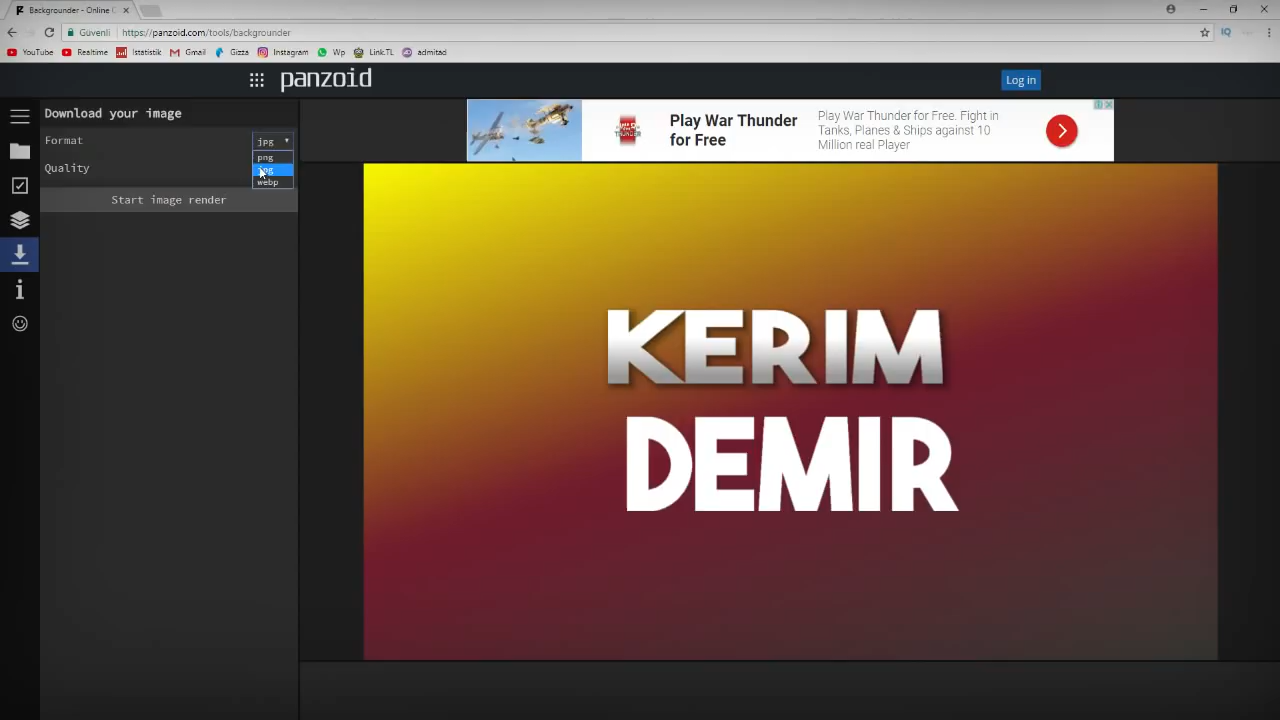 Backgrounder - Online C
Güvenli
https://panzoid.com/tools/backgrounder
YouTube
Realtime
İstatistik
Gmail
Gizza
Instagram
Wp
Link.TL
admitad
panzoid
Log in
Download your image
Format
jpg
png
jpg
webp
Quality
Start image render
Play War Thunder
for Free
Play War Thunder for Free. Fight in
Tanks, Planes & Ships against 10
Million real Player
KERIM
DEMIR